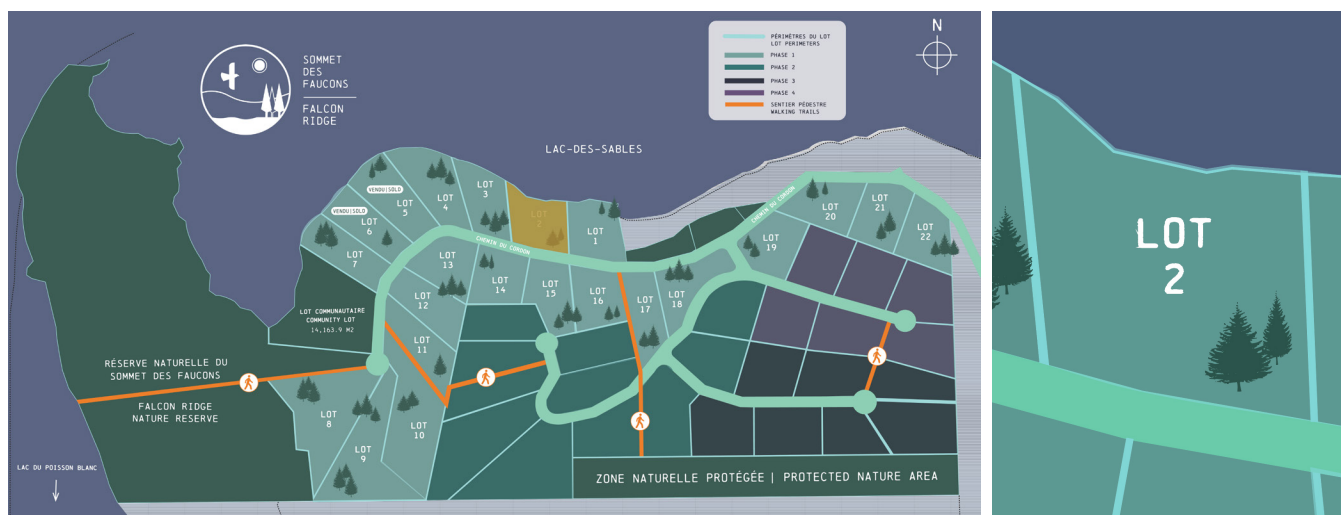 SOMMET
DES
FAUCONS
FALCON
RIDGE
PÉRIMÈTRES DU LOT
LOT PERIMETERS
PHASE 1
PHASE 2
PHASE 3
PHASE 4
SENTIER PÉDESTRE
WALKING TRAILS
N
LAC-DES-SABLES
VENDU|SOLD
LOT
5
LOT
4
LOT
3
LOT
2
LOT
1
VENDU|SOLD
LOT
6
LOT
7
CHEMIN DU CORDON
CHEMIN DU CORDON
LOT
20
LOT
21
LOT
22
LOT
19
LOT
13
LOT
14
LOT
15
LOT
16
LOT
17
LOT
18
LOT
12
LOT
11
LOT COMMUNAUTAIRE
COMMUNITY LOT
14,163.9 M2
RÉSERVE NATURELLE DU
SOMMET DES FAUCONS
FALCON RIDGE
NATURE RESERVE
LOT
8
LOT
9
LOT
10
LAC DU POISSON BLANC
ZONE NATURELLE PROTÉGÉE | PROTECTED NATURE AREA
LOT
2